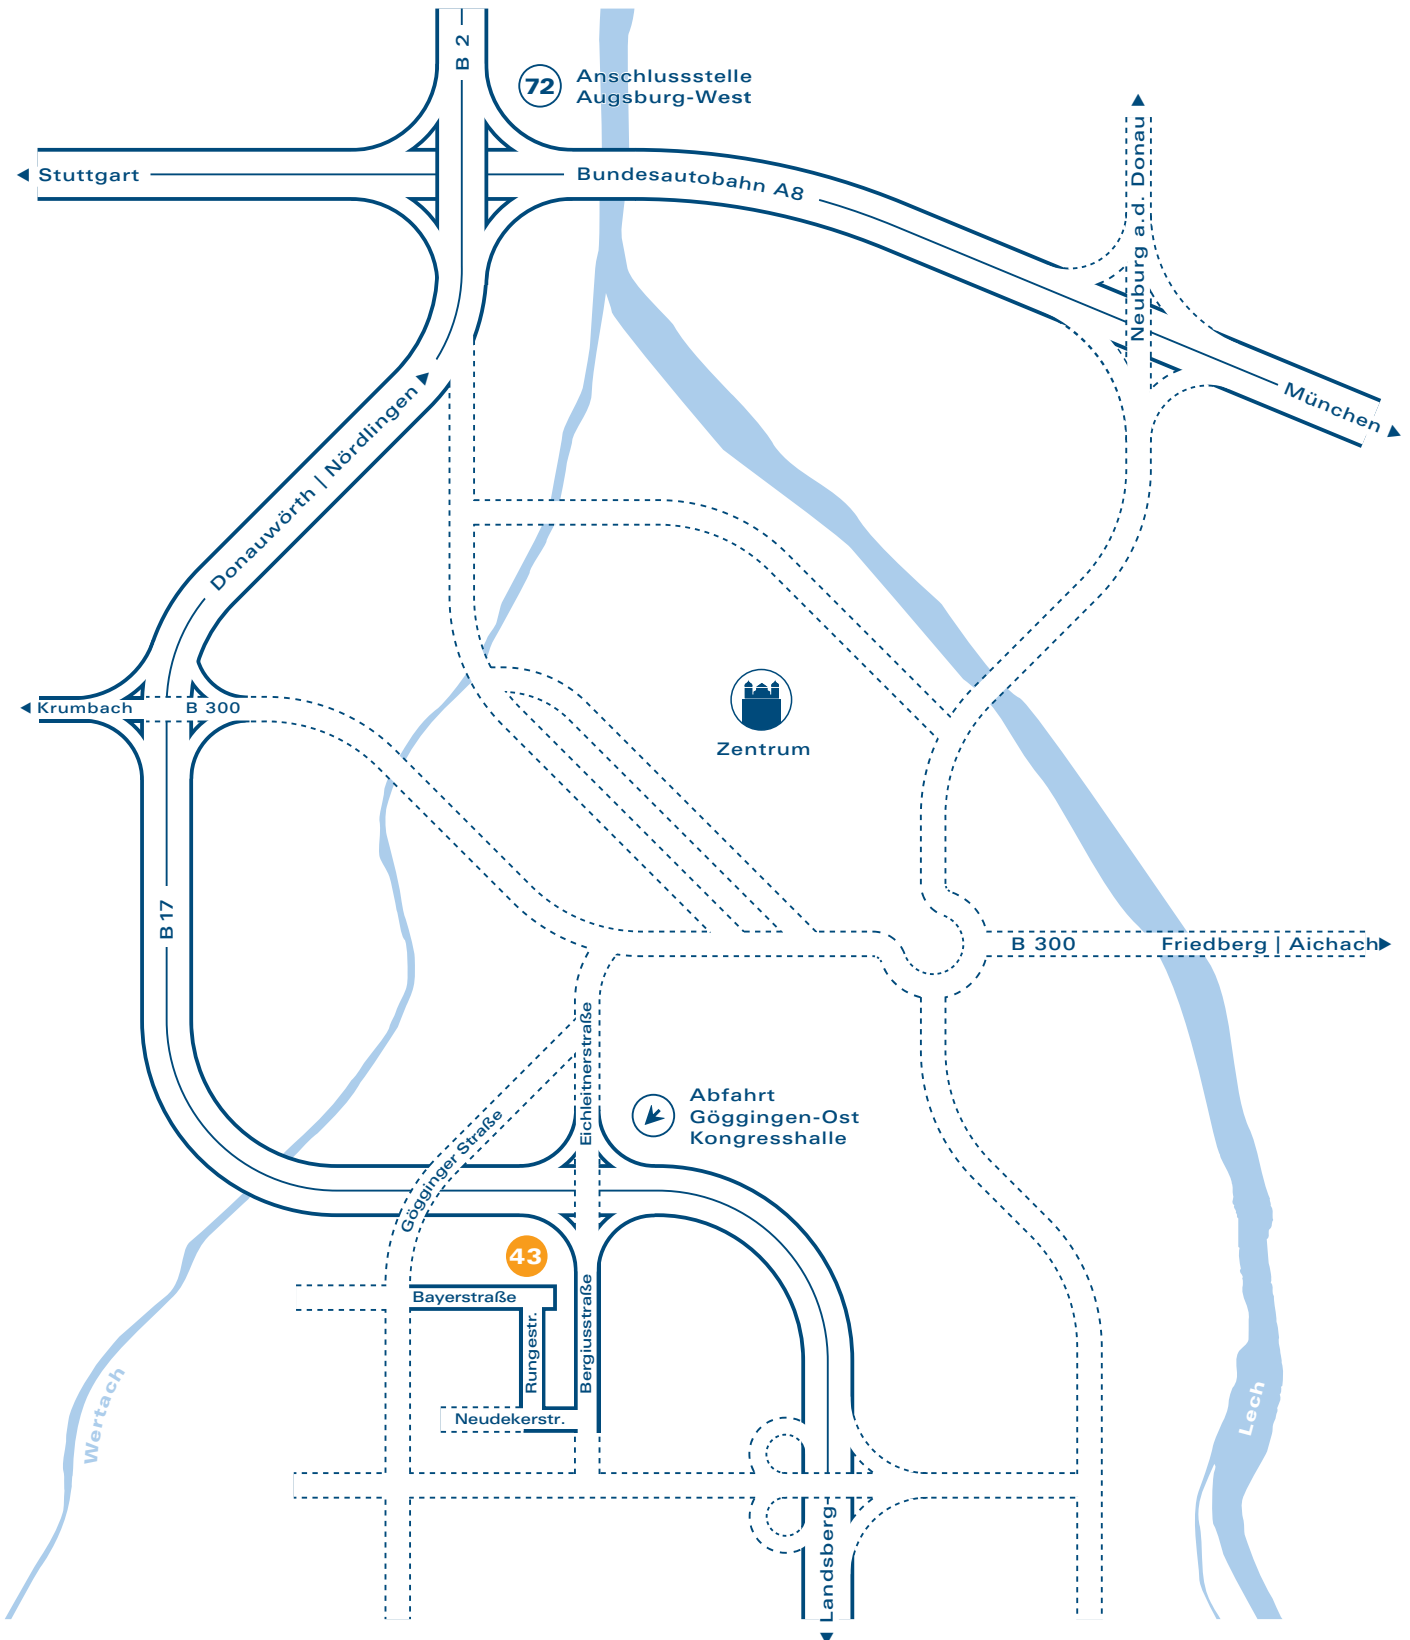 B 2
72
Anschlussstelle
Augsburg-West
Stuttgart
Bundesautobahn A8
Neuburg a.d. Donau
München
Donauwörth | Nördlingen
Krumbach
B 300
Zentrum
B 17
B 300
Friedberg | Aichach
Eichleitnerstraße
Abfahrt
Göggingen-Ost
Kongresshalle
Gögginger Straße
43
Bayerstraße
Rungestr.
Bergiusstraße
Neudekerstr.
Wertach
Lech
Landsberg